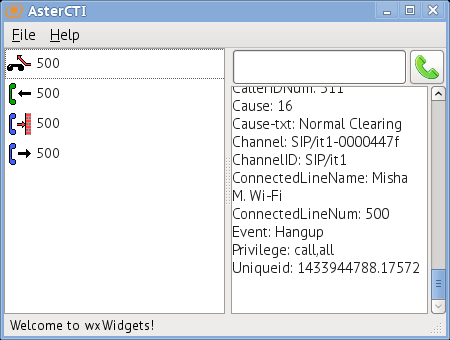 AsterCTI
File Help
500
500
500
500
CallerIDNum: 511
Cause: 16
Cause-txt: Normal Clearing
Channel: SIP/it1-0000447f
ChannelID: SIP/it1
ConnectedLineName: Misha
M. Wi-Fi
ConnectedLineNum: 500
Event: Hangup
Privilege: call,all
Uniqueid: 1433944788.17572
Welcome to wxWidgets!